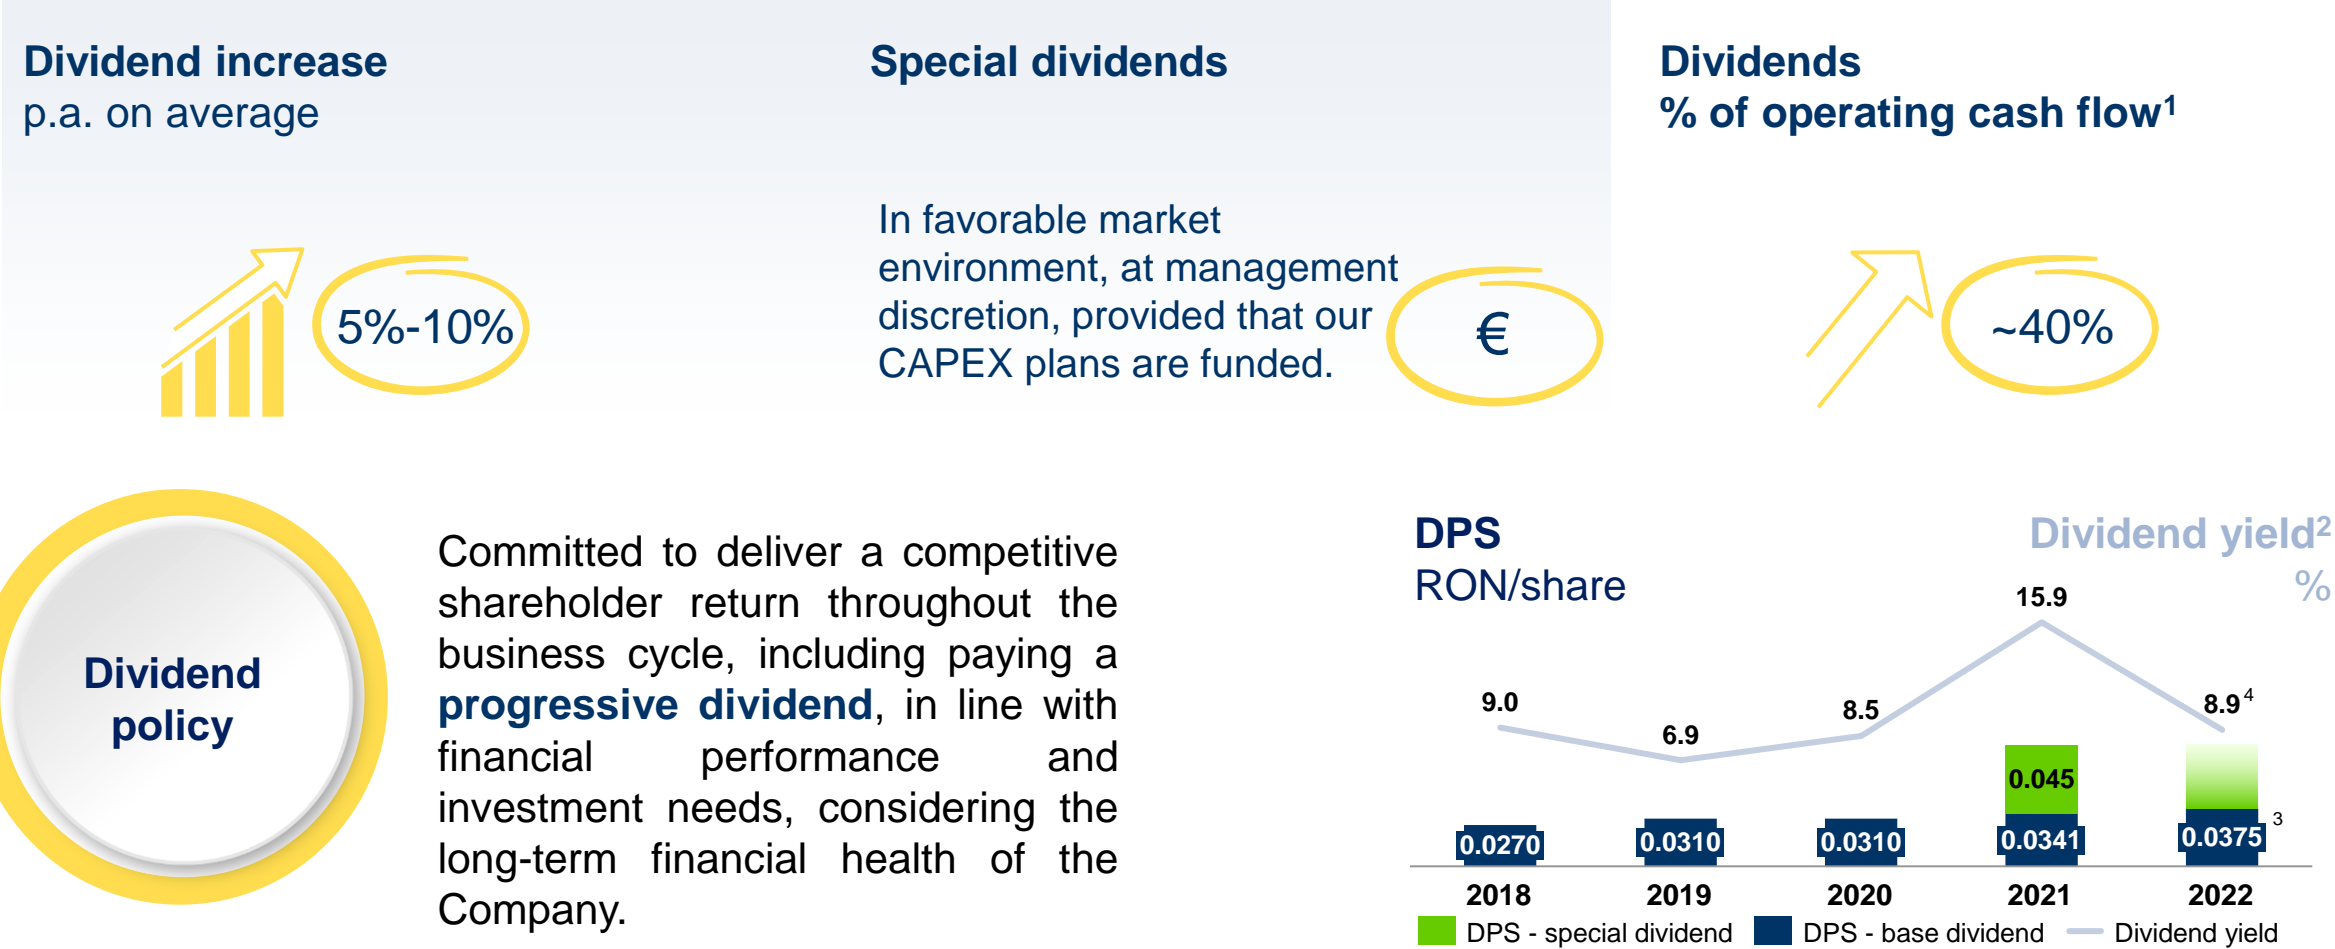 Dividend increase
p.a. on average
5%-10%
Special dividends
In favorable market
environment, at management
discretion, provided that our
CAPEX plans are funded.
€
Dividends
% of operating cash flow¹
~40%
Dividend
policy
Committed to deliver a competitive
shareholder return throughout the
business cycle, including paying a
progressive dividend, in line with
financial performance and
investment needs, considering the
long-term financial health of the
Company.
DPS
RON/share
Dividend yield²
%
9.0
6.9
8.5
15.9
8.9⁴
0.045
0.0270
0.0310
0.0310
0.0341
0.0375³
2018
2019
2020
2021
2022
DPS - special dividend
DPS - base dividend
Dividend yield